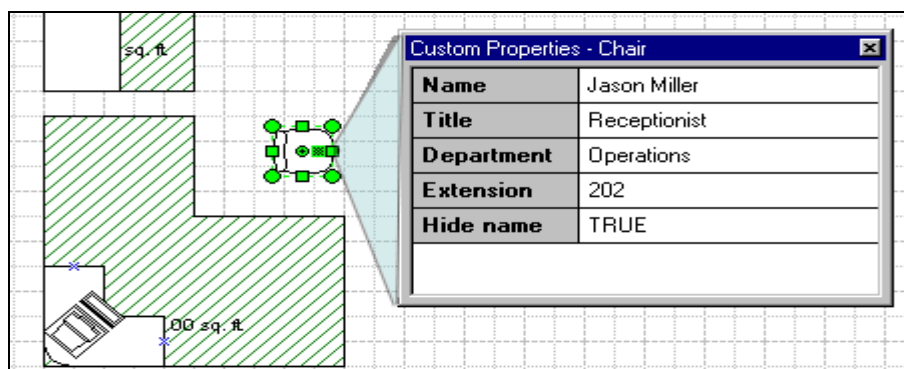 sq. ft
Custom Properties - Chair
Name Jason Miller
Title Receptionist
Department Operations
Extension 202
Hide name TRUE
.00 sq. ft.